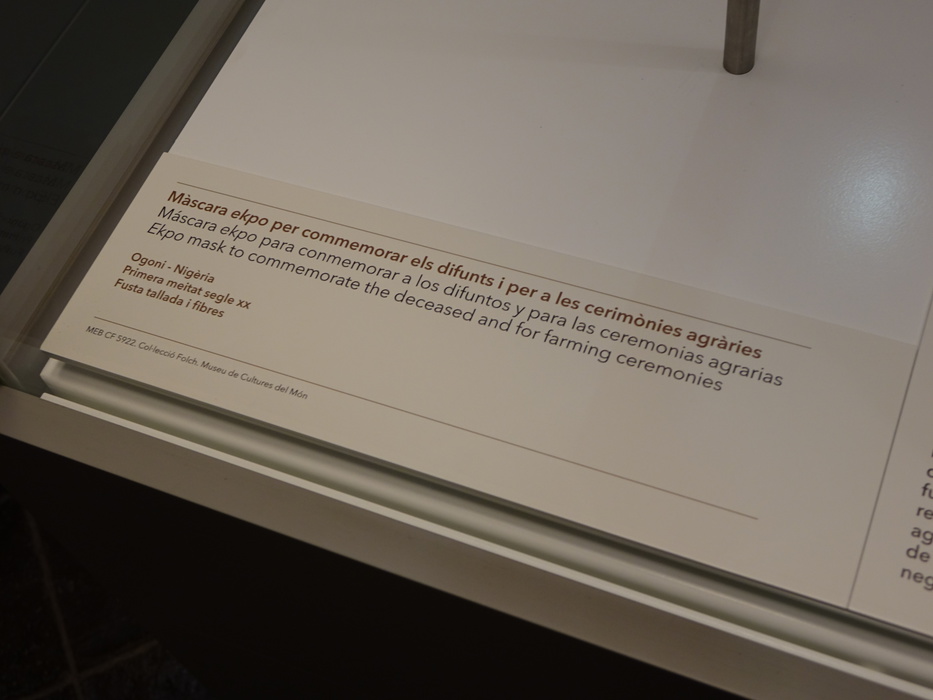 Màscara ekpo per commemorar els difunts i per a les cerimònies agràries
Máscara ekpo para conmemorar a los difuntos y para las ceremonias agrarias
Ekpo mask to commemorate the deceased and for farming ceremonies
Ogoni - Nigèria
Primera meitat segle XX
Fusta tallada i fibres
MEB CF 5922. Col·lecció Folch. Museu de Cultures del Món
de